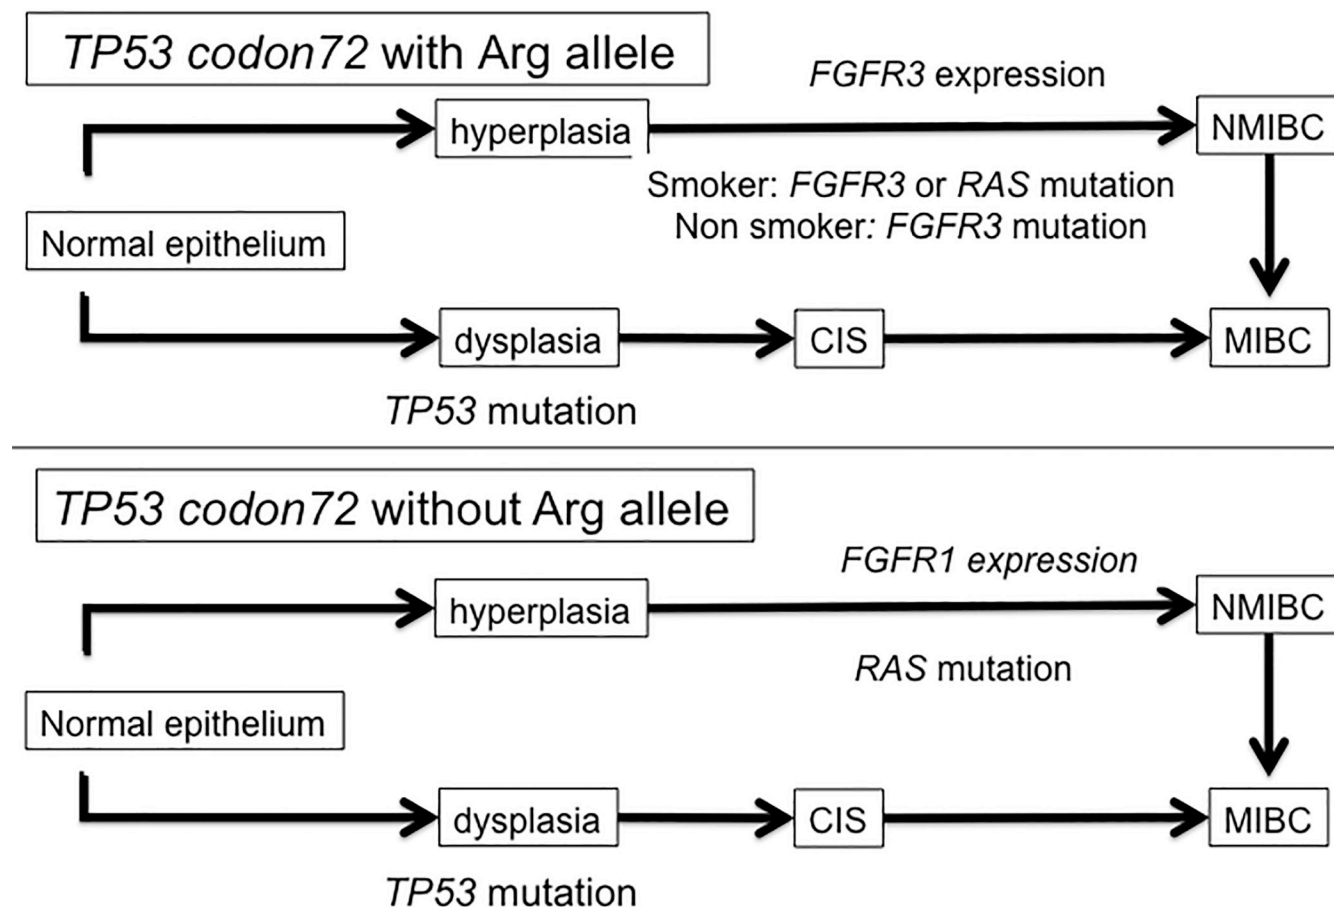 TP53 codon72 with Arg allele
FGFR3 expression
hyperplasia
NMIBC
Smoker: FGFR3 or RAS mutation
Non smoker: FGFR3 mutation
Normal epithelium
dysplasia
CIS
MIBC
TP53 mutation
TP53 codon72 without Arg allele
FGFR1 expression
hyperplasia
NMIBC
RAS mutation
Normal epithelium
dysplasia
CIS
MIBC
TP53 mutation